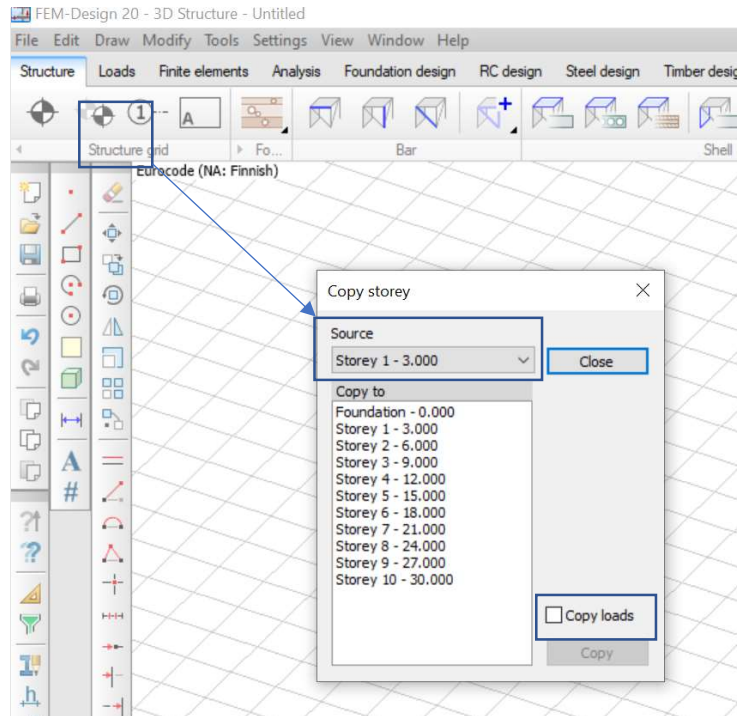 FEM-Design 20 - 3D Structure - Untitled
File Edit Draw Modify Tools Settings View Window Help
Structure Loads Finite elements Analysis Foundation design RC design Steel design Timber desig
1 A
Structure grid Fo... Bar Shell
Eurocode (NA: Finnish)
Copy storey
Source
Storey 1 - 3.000
Close
Copy to
Foundation - 0.000
Storey 1 - 3.000
Storey 2 - 6.000
Storey 3 - 9.000
Storey 4 - 12.000
Storey 5 - 15.000
Storey 6 - 18.000
Storey 7 - 21.000
Storey 8 - 24.000
Storey 9 - 27.000
Storey 10 - 30.000
Copy loads
Copy
A
#
h